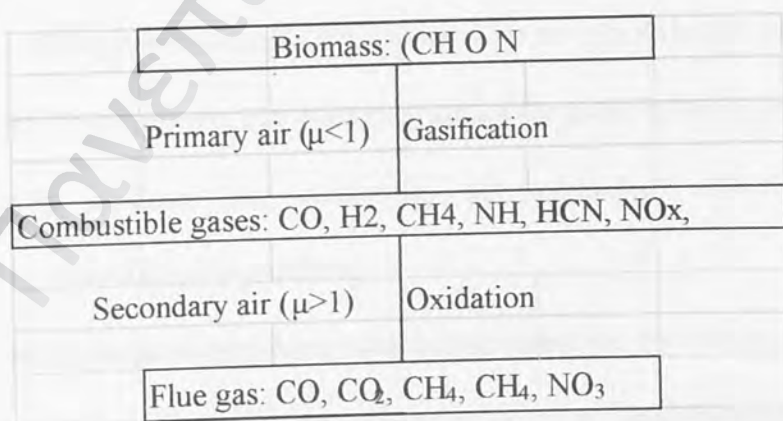 Πανεπι
Biomass: (CH O N
Primary air (μ<1) Gasification
Combustible gases: CO, H2, CH4, NH, HCN, NOx,
Secondary air (μ>1) Oxidation
Flue gas: CO, CO₂, CH₄, CH₄, NO₃